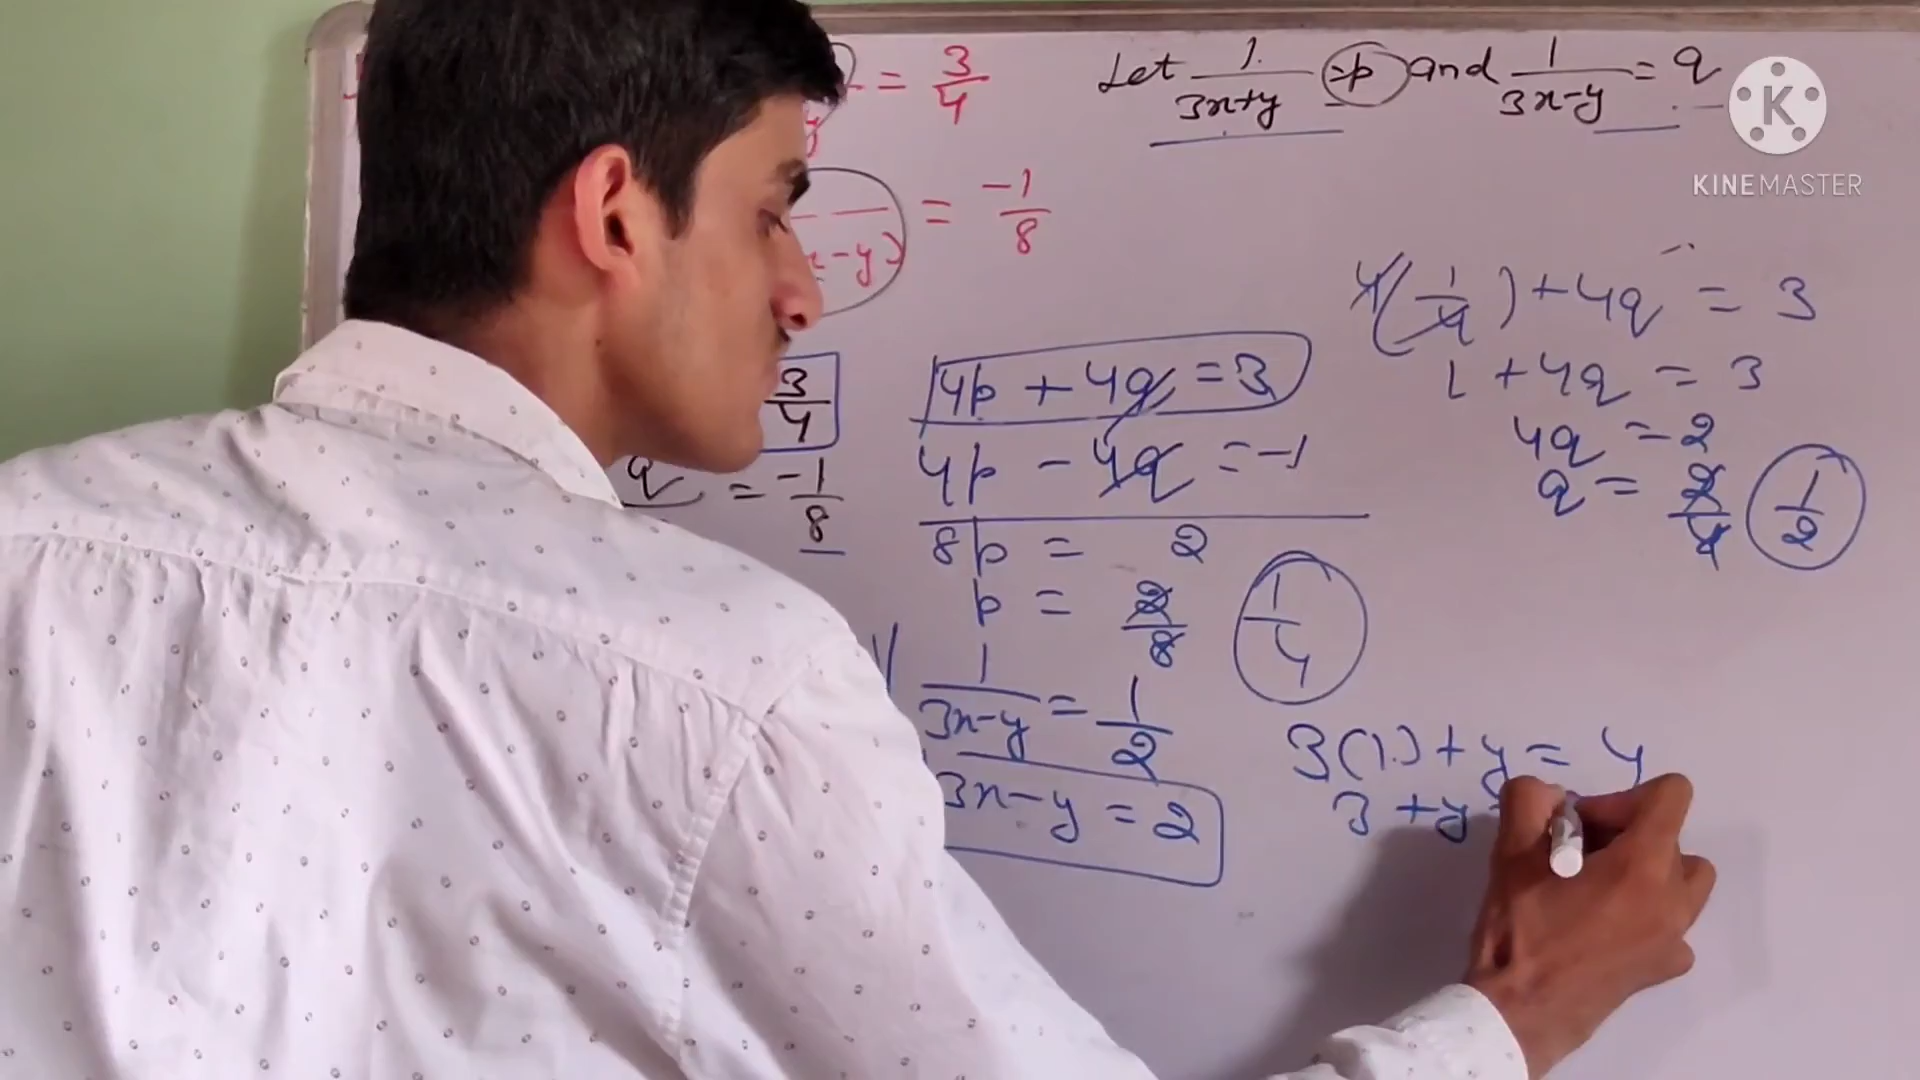 = 3/4
y
Let 1/(3x+y) = p and 1/(3x-y) = q
K
KINEMASTER
x-y) = -1/8
4(1/4) + 4q = 3
1 + 4q = 3
4q = 2
q = 2/4 1/2
3/4
4p + 4q = 3
q = -1/8
4p - 4q = -1
8p = 2
p = 2/8 1/4
1/(3x-y) = 1/2
3x-y = 2
3(1) + y = 4
3 + y =